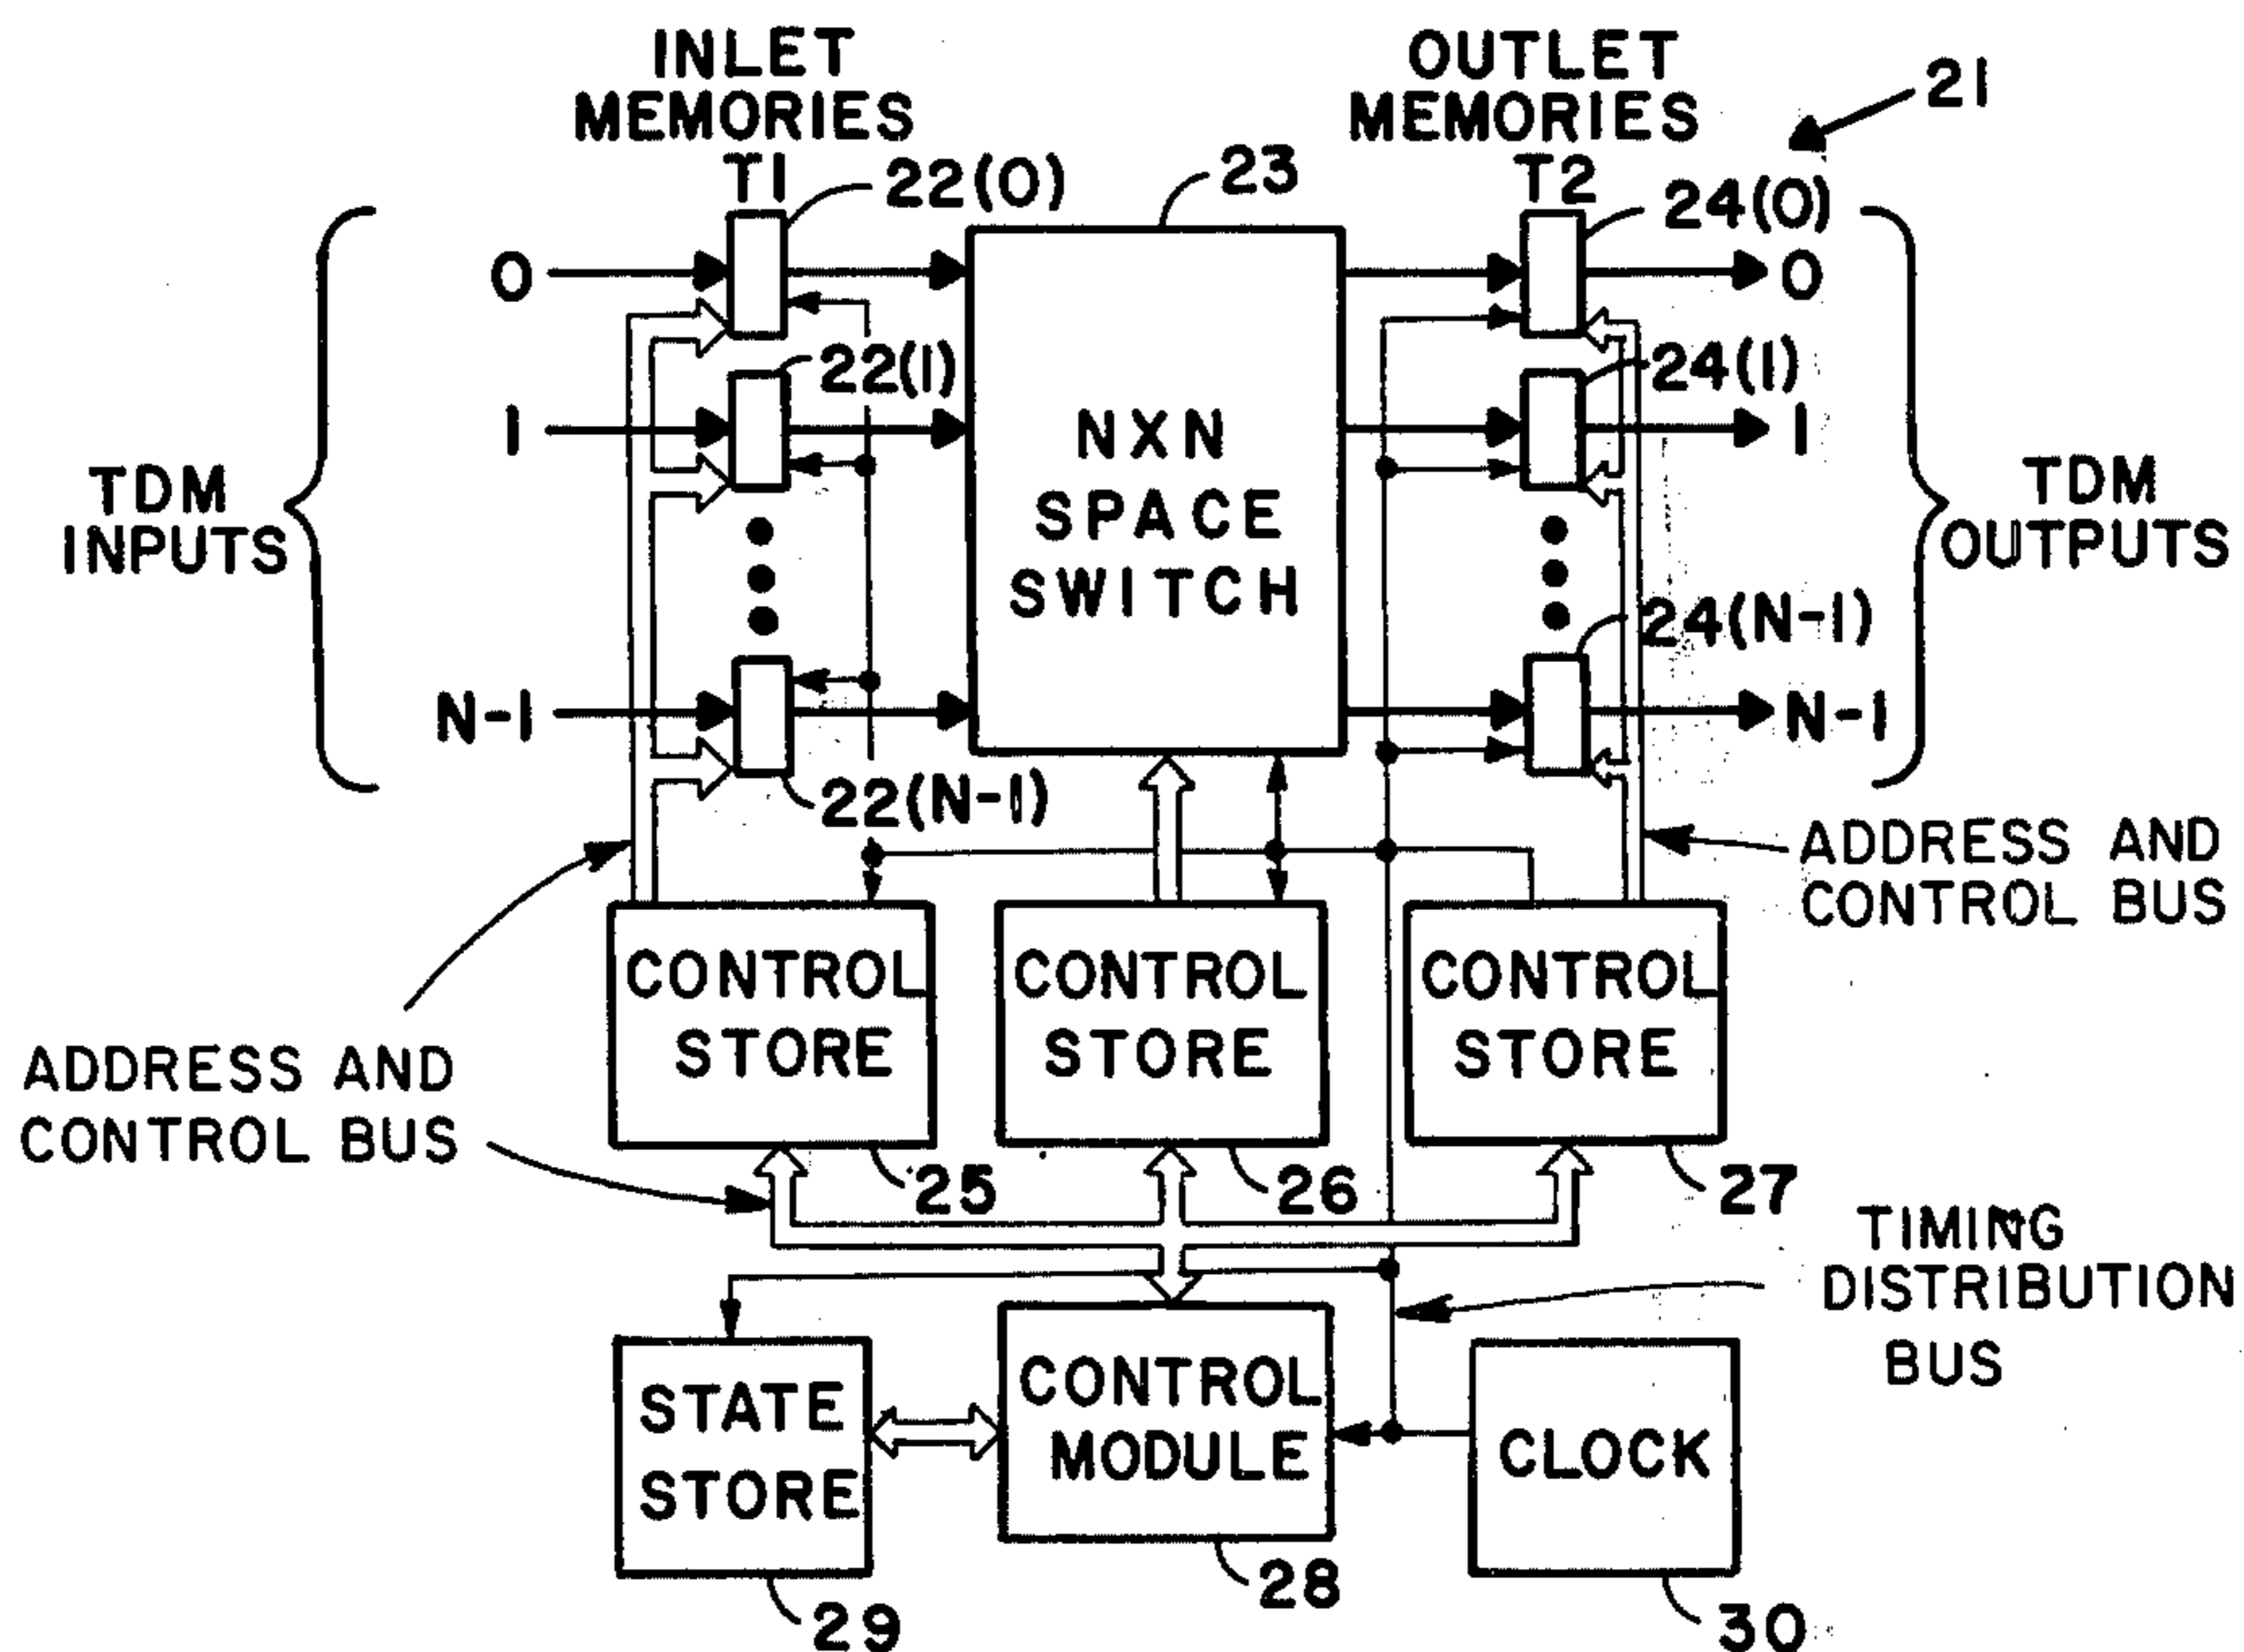 INLET
MEMORIES
T1
OUTLET
MEMORIES
T2
21
22(0)
23
24(0)
0
0
22(1)
24(1)
1
1
TDM
INPUTS
NXN
SPACE
SWITCH
TDM
OUTPUTS
24(N-1)
N-1
N-1
22(N-1)
ADDRESS AND
CONTROL BUS
CONTROL
STORE
CONTROL
STORE
CONTROL
STORE
ADDRESS AND
CONTROL BUS
25
26
27
TIMING
DISTRIBUTION
BUS
STATE
STORE
CONTROL
MODULE
CLOCK
28
29
30